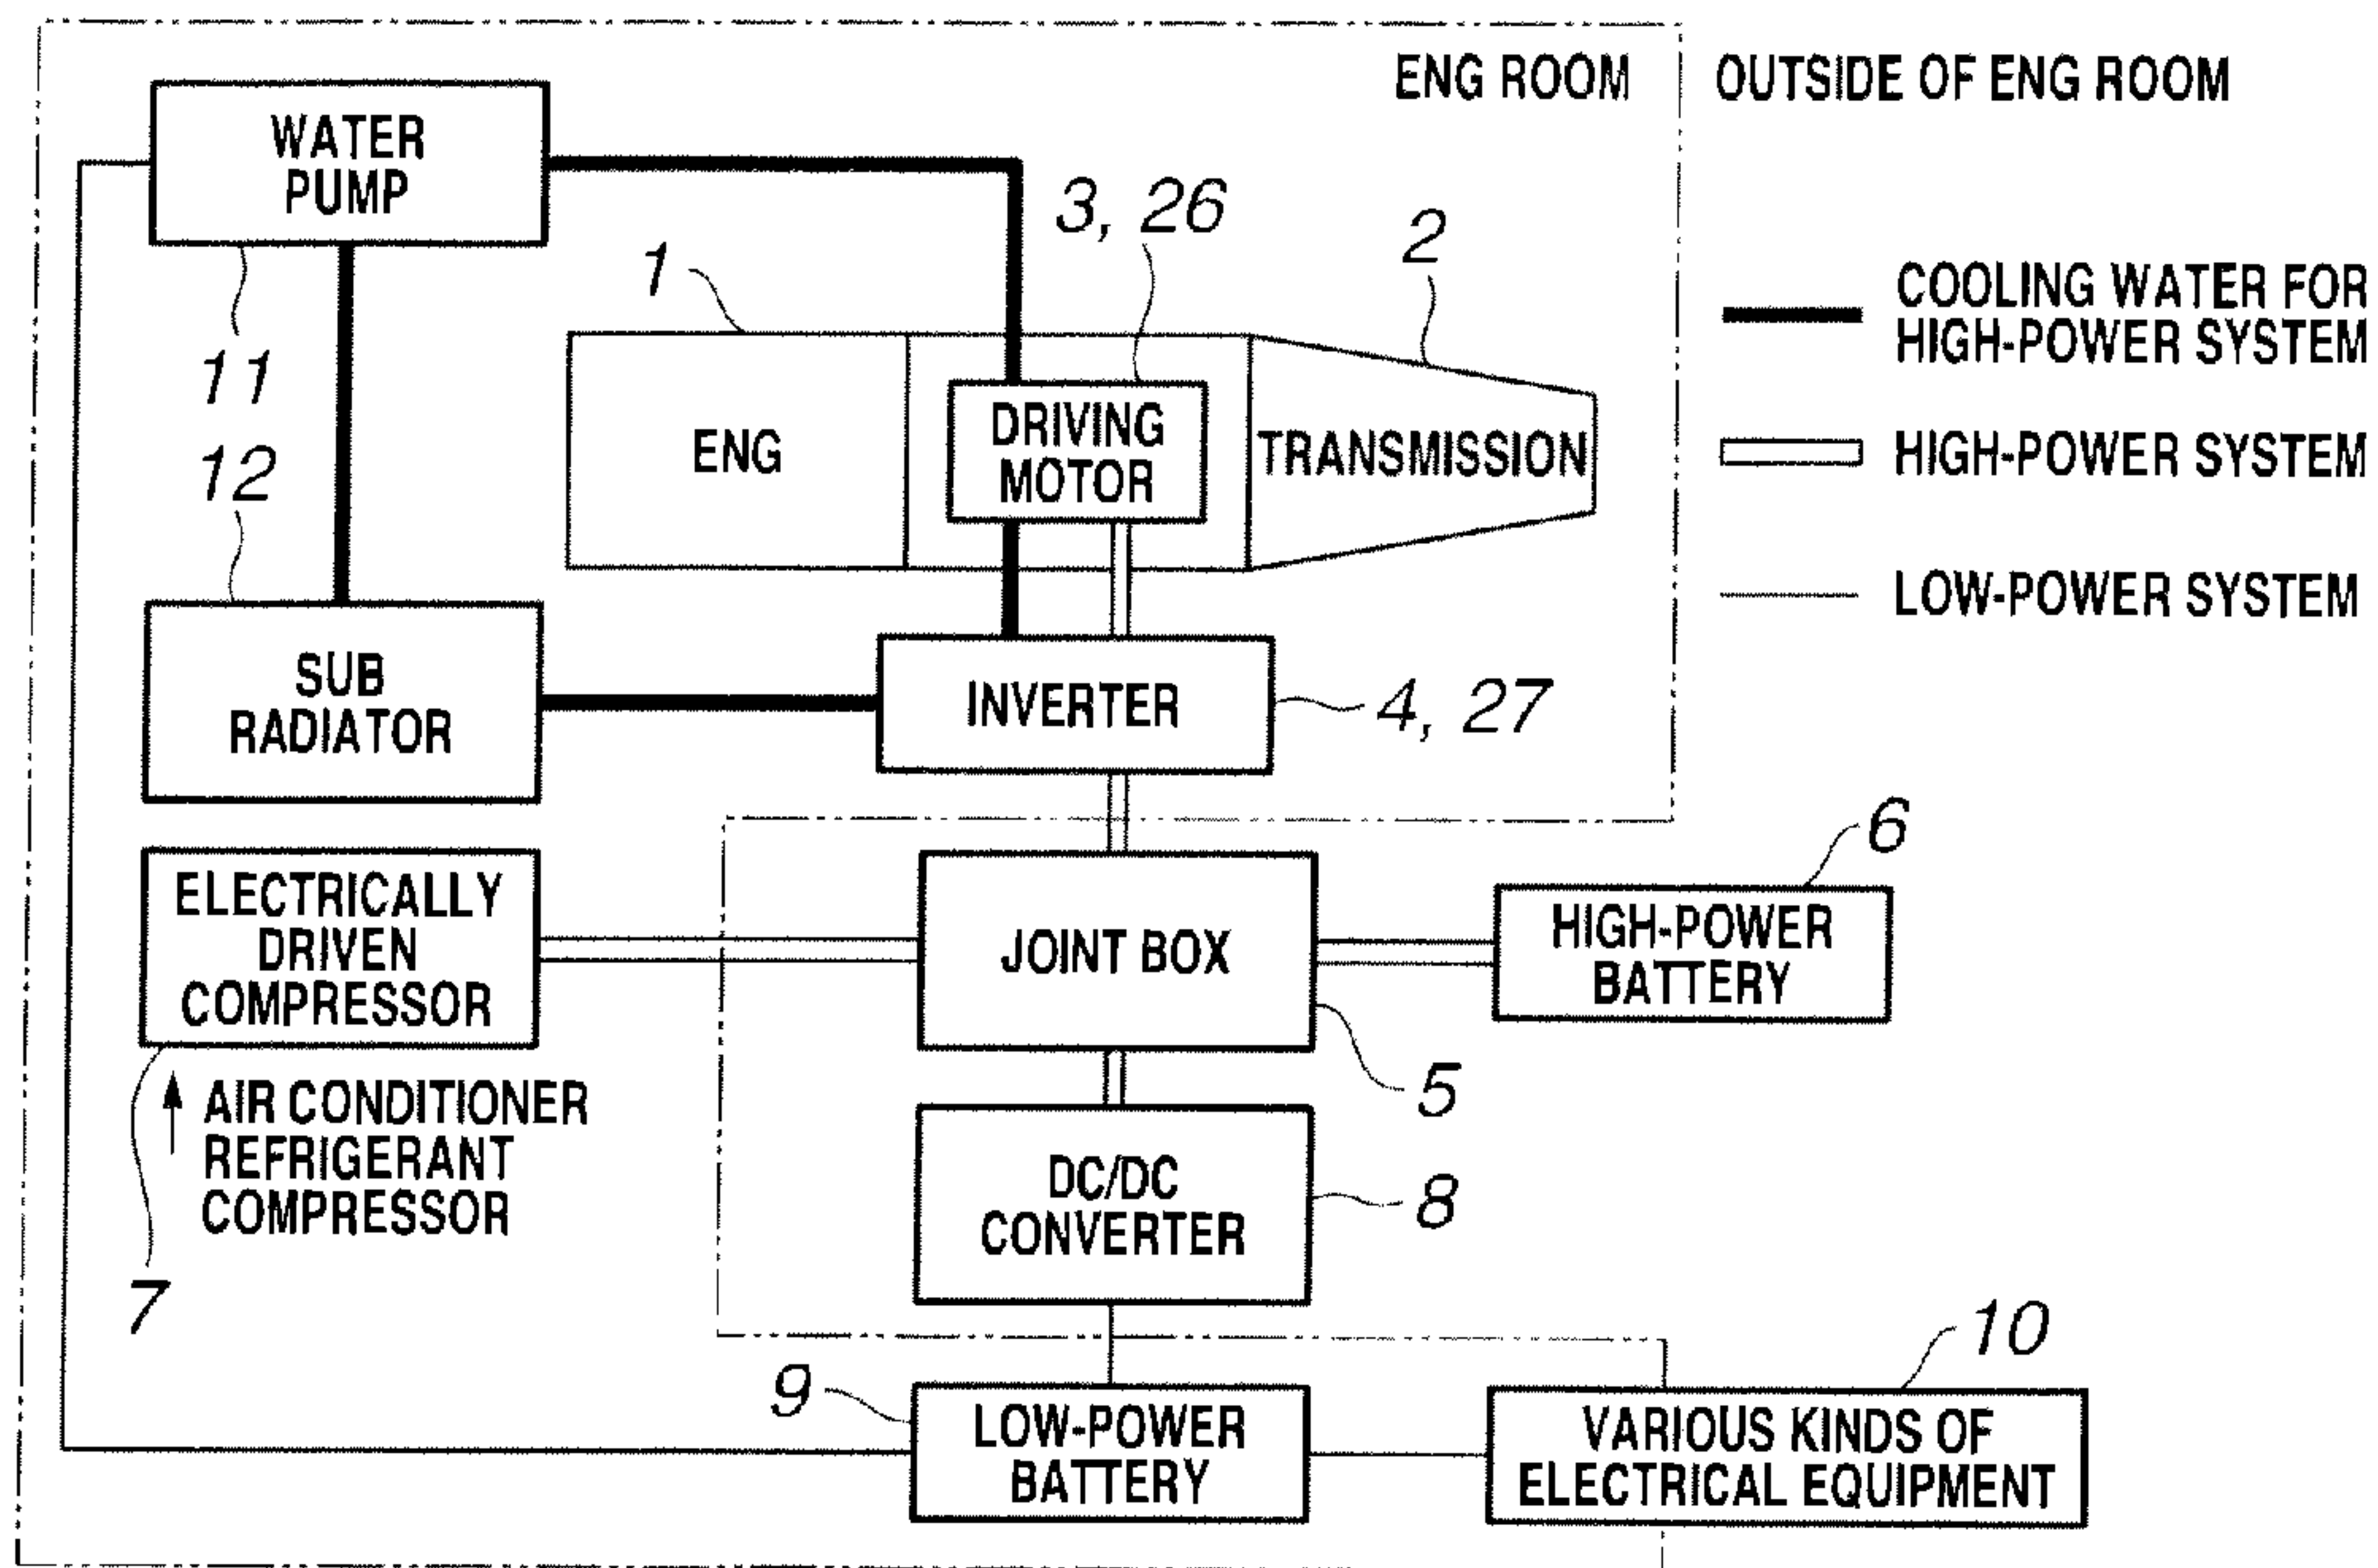 ENG ROOM
OUTSIDE OF ENG ROOM
WATER
PUMP
11
12
1
3, 26
2
ENG
DRIVING
MOTOR
TRANSMISSION
COOLING WATER FOR
HIGH-POWER SYSTEM
HIGH-POWER SYSTEM
LOW-POWER SYSTEM
SUB
RADIATOR
INVERTER
4, 27
ELECTRICALLY
DRIVEN
COMPRESSOR
JOINT BOX
6
HIGH-POWER
BATTERY
5
AIR CONDITIONER
REFRIGERANT
COMPRESSOR
7
DC/DC
CONVERTER
8
9
LOW-POWER
BATTERY
10
VARIOUS KINDS OF
ELECTRICAL EQUIPMENT